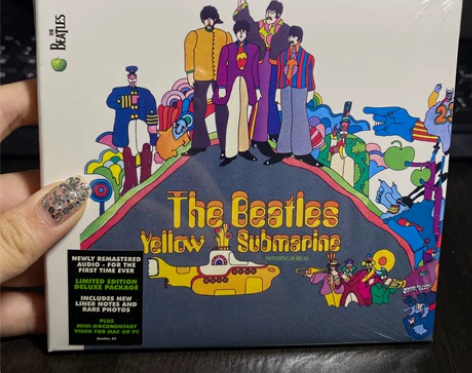 THE
BEATLES
The Beatles
Yellow Submarine
NOTHING IS REAL
NEWLY REMASTERED
AUDIO - FOR THE
FIRST TIME EVER
LIMITED EDITION
DELUXE PACKAGE
INCLUDES NEW
LINER NOTES AND
RARE PHOTOS
PLUS
MINI-DOCUMENTARY
VIDEO FOR MAC OR PC